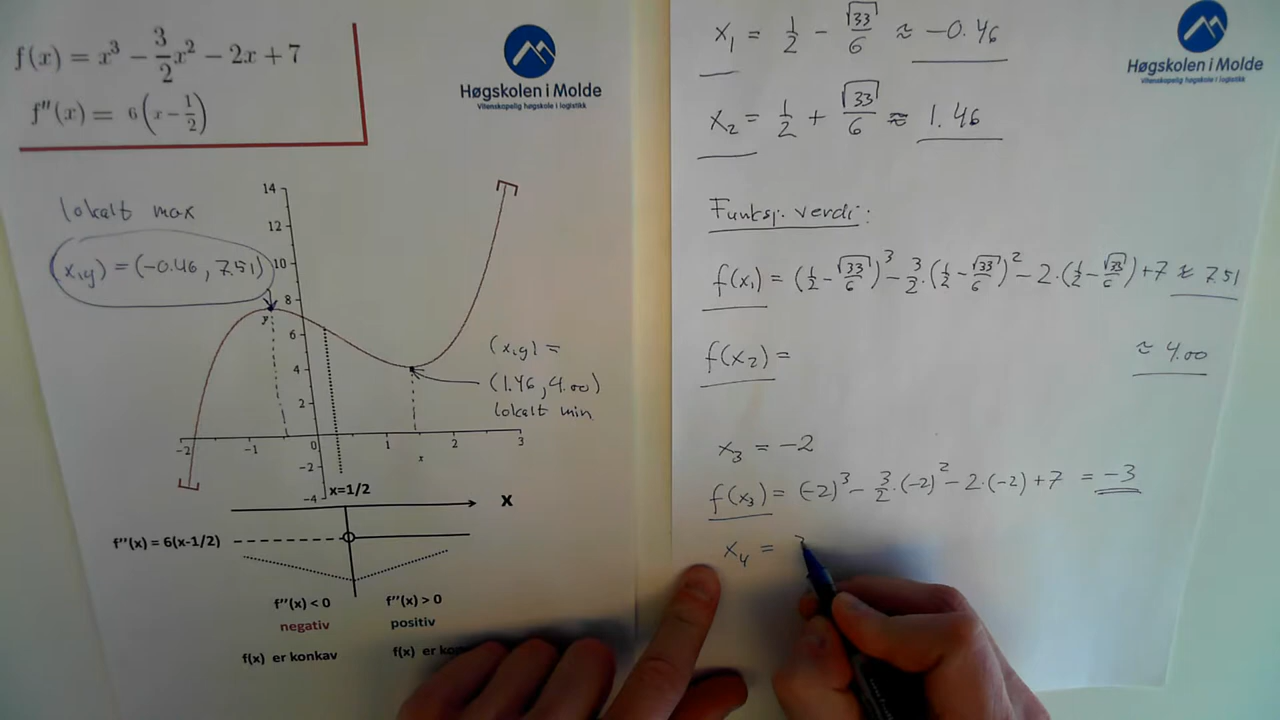 f(x) = x³ − 3/2 x² − 2x + 7
f''(x) = 6(x − 1/2)
Høgskolen i Molde
Vitenskapelig høgskole i logistikk
lokalt max
(x,y) = (−0.46, 7.51)
14
12
10
8
y
6
4
2
−2
−1
0
1
2
3
x
−2
−4
(x,y) =
(1.46, 4.00)
lokalt min
x=1/2
X
f''(x) = 6(x-1/2)
f''(x) < 0
f''(x) > 0
negativ
positiv
f(x) er konkav
f(x) er
x₁ = 1/2 − √33/6 ≈ −0.46
Høgskolen i Molde
Vitenskapelig høgskole i logistikk
x₂ = 1/2 + √33/6 ≈ 1.46
Funksj. verdi:
f(x₁) = (1/2 − √33/6)³ − 3/2·(1/2 − √33/6)² − 2·(1/2 − √33/6) + 7 ≈ 7.51
f(x₂) = ≈ 4.00
x₃ = −2
f(x₃) = (−2)³ − 3/2·(−2)² − 2·(−2) + 7 = −3
x₄ =